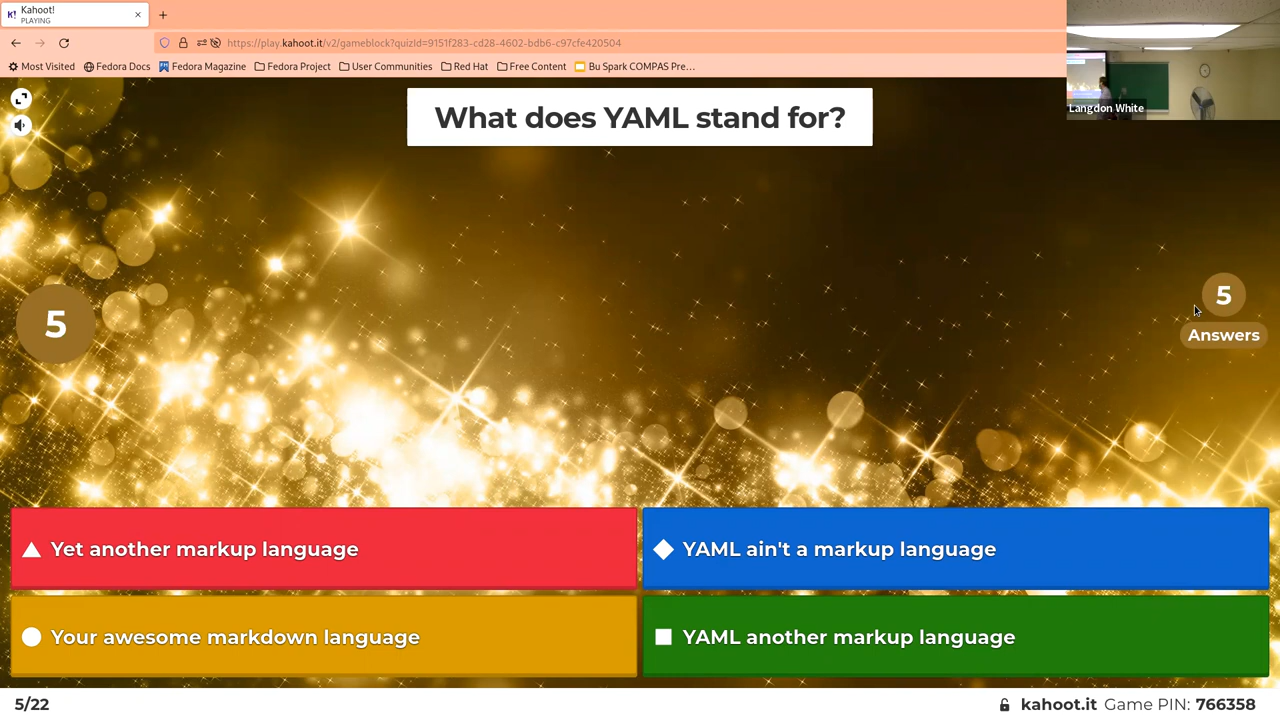 Kahoot!
PLAYING
https://play.kahoot.it/v2/gameblock?quizId=9151f283-cd28-4602-bdb6-c97cfe420504
Most Visited Fedora Docs Fedora Magazine Fedora Project User Communities Red Hat Free Content Bu Spark COMPAS Pre…
Langdon White
What does YAML stand for?
5
5
Answers
Yet another markup language
YAML ain't a markup language
Your awesome markdown language
YAML another markup language
5/22
kahoot.it Game PIN: 766358